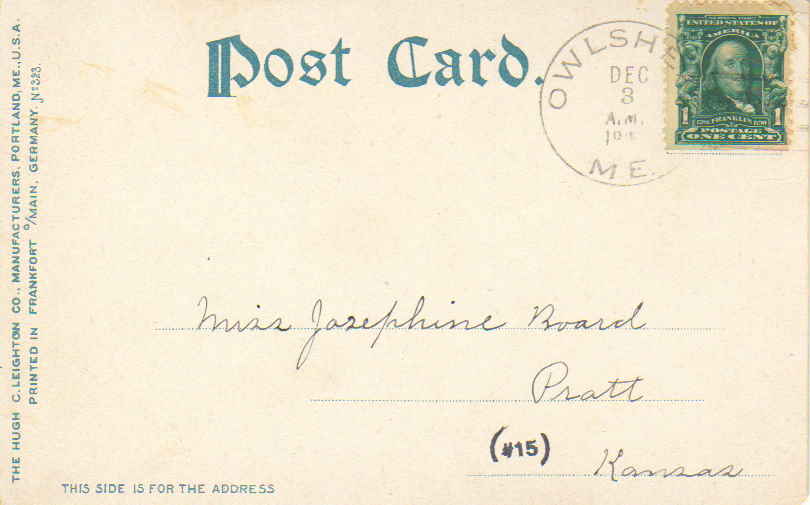 Post Card.
DEC
3
A.M.
ME.
UNITED STATES OF
AMERICA
1 FRANKLIN 1
POSTAGE
ONE CENT
Miss Josephine Board
Pratt
(#15)
Kansas
THIS SIDE IS FOR THE ADDRESS
THE HUGH C. LEIGHTON CO., MANUFACTURERS, PORTLAND, ME., U.S.A.
PRINTED IN FRANKFORT O/MAIN, GERMANY. No 323.